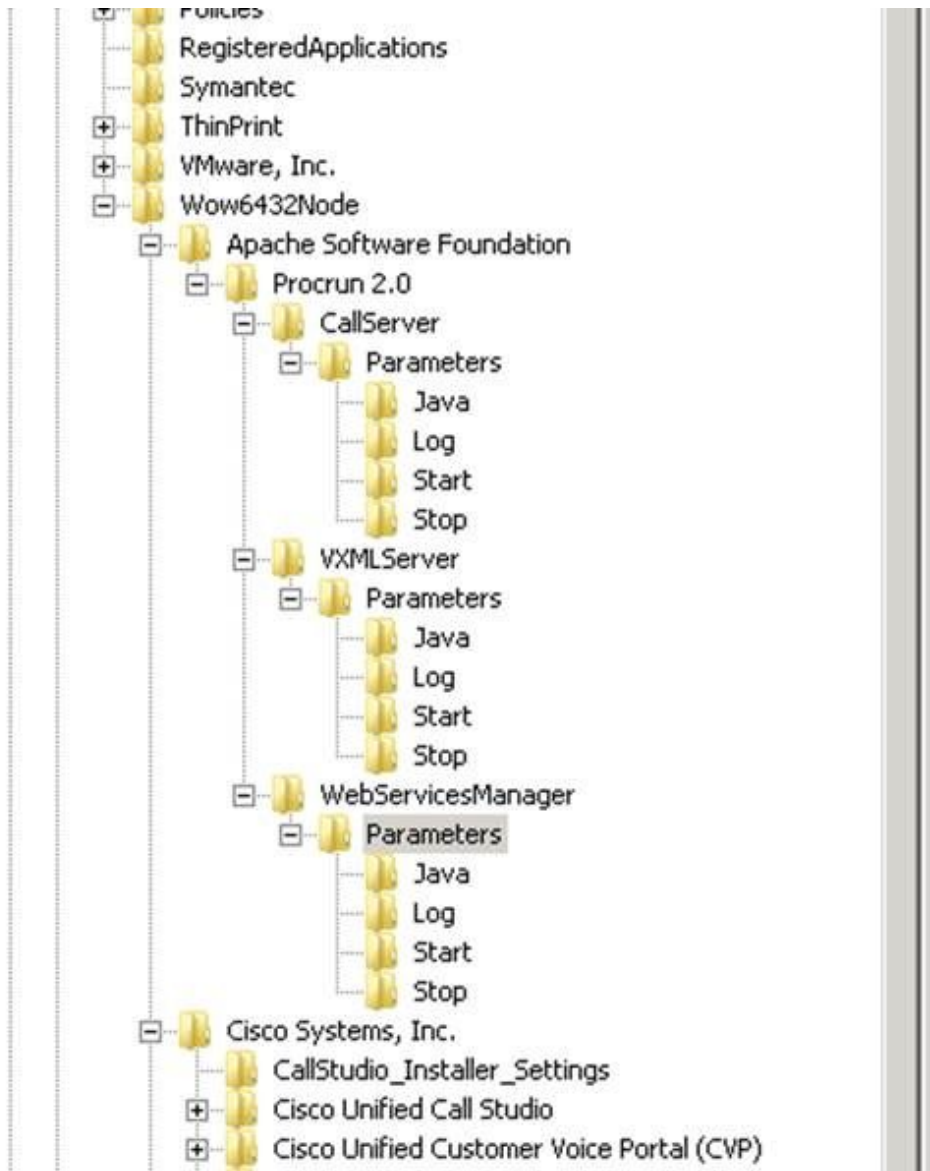 Policies
RegisteredApplications
Symantec
ThinPrint
VMware, Inc.
Wow6432Node
Apache Software Foundation
Procrun 2.0
CallServer
Parameters
Java
Log
Start
Stop
VXMLServer
Parameters
Java
Log
Start
Stop
WebServicesManager
Parameters
Java
Log
Start
Stop
Cisco Systems, Inc.
CallStudio_Installer_Settings
Cisco Unified Call Studio
Cisco Unified Customer Voice Portal (CVP)